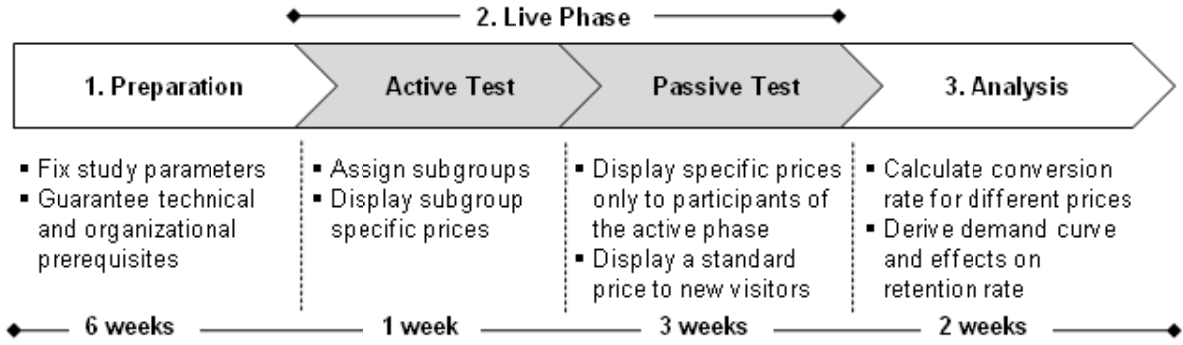 2. Live Phase
1. Preparation
Active Test
Passive Test
3. Analysis
▪ Fix study parameters
▪ Guarantee technical
and organizational
prerequisites
▪ Assign subgroups
▪ Display subgroup
specific prices
▪ Display specific prices
only to participants of
the active phase
▪ Display a standard
price to new visitors
▪ Calculate conversion
rate for different prices
▪ Derive demand curve
and effects on
retention rate
6 weeks
1 week
3 weeks
2 weeks